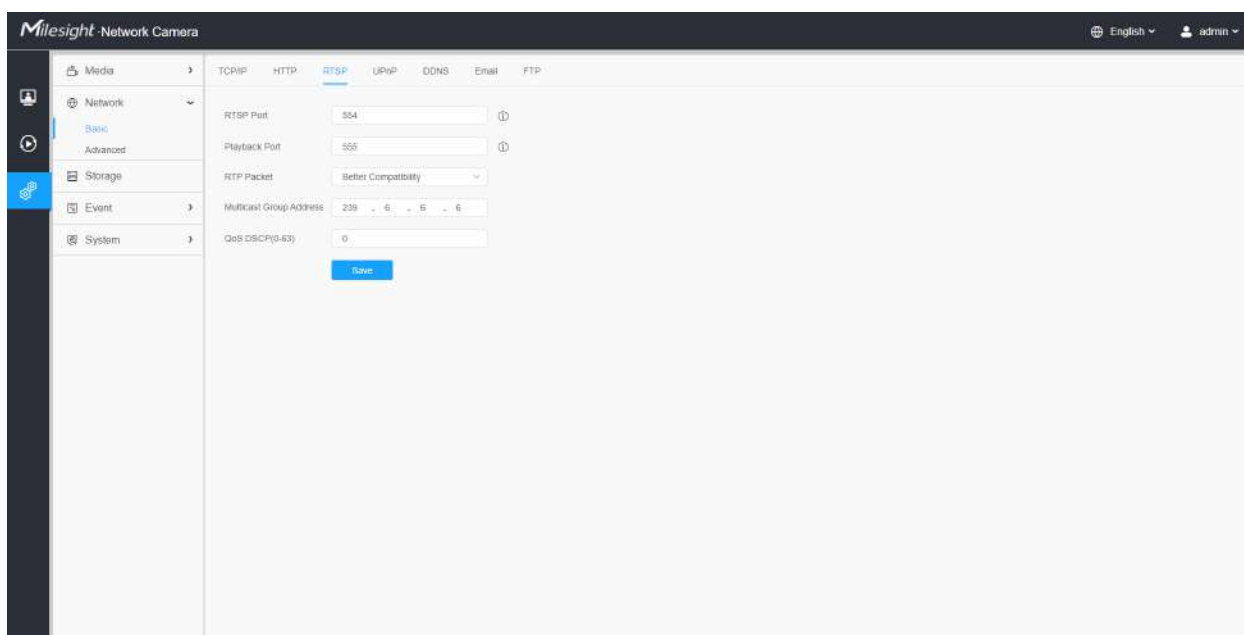 Milesight ·Network Camera
English
admin
Media
Network
Basic
Advanced
Storage
Event
System
TCP/IP HTTP RTSP UPnP DDNS Email FTP
RTSP Port 554
Playback Port 555
RTP Packet Better Compatibility
Multicast Group Address 239 . 6 . 6 . 6
QoS DSCP(0-63) 0
Save